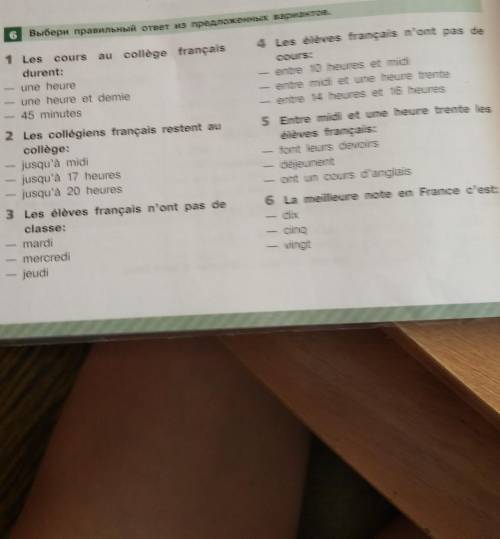 6 Выбери правильный ответ из предложенных вариантов.
1 Les cours au collège français
durent:
— une heure
— une heure et demie
— 45 minutes
2 Les collégiens français restent au
collège:
— jusqu'à midi
— jusqu'à 17 heures
— jusqu'à 20 heures
3 Les élèves français n'ont pas de
classe:
— mardi
— mercredi
— jeudi
4 Les élèves français n'ont pas de
cours:
— entre 10 heures et midi
— entre midi et une heure trente
— entre 14 heures et 16 heures
5 Entre midi et une heure trente les
élèves français:
— font leurs devoirs
— déjeunent
— ont un cours d'anglais
6 La meilleure note en France c'est:
— dix
— cinq
— vingt